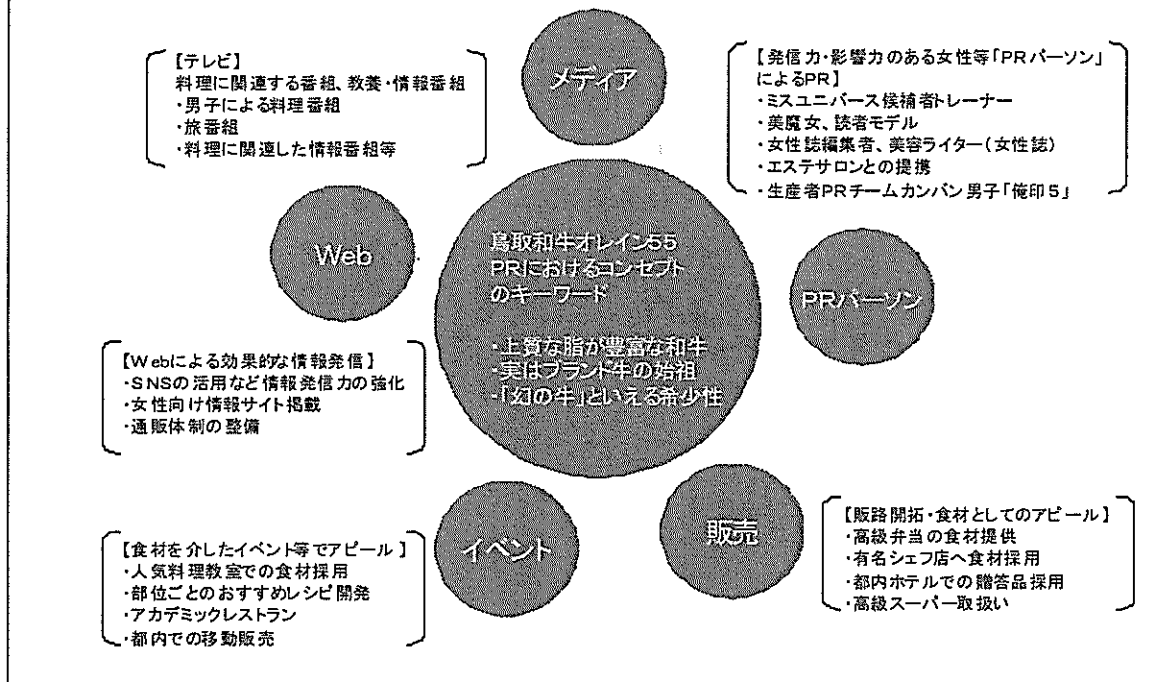 メディア
【テレビ】
料理に関連する番組、教養・情報番組
・男子による料理番組
・旅番組
・料理に関連した情報番組等
【発信力・影響力のある女性等「PRパーソン」
によるPR】
・ミスユニバース候補者トレーナー
・美魔女、読者モデル
・女性誌編集者、美容ライター(女性誌)
・エステサロンとの提携
・生産者PRチームカンバン男子「俺印5」
Web
鳥取和牛オレイン55
PRにおけるコンセプト
のキーワード
・上質な脂が豊富な和牛
・実はブランド牛の始祖
・「幻の牛」といえる希少性
PRパーソン
【Webによる効果的な情報発信】
・SNSの活用など情報発信力の強化
・女性向け情報サイト掲載
・通販体制の整備
イベント
販売
【食材を介したイベント等でアピール】
・人気料理教室での食材採用
・部位ごとのおすすめレシピ開発
・アカデミックレストラン
・都内での移動販売
【販路開拓・食材としてのアピール】
・高級弁当の食材提供
・有名シェフ店へ食材採用
・都内ホテルでの贈答品採用
・高級スーパー取扱い